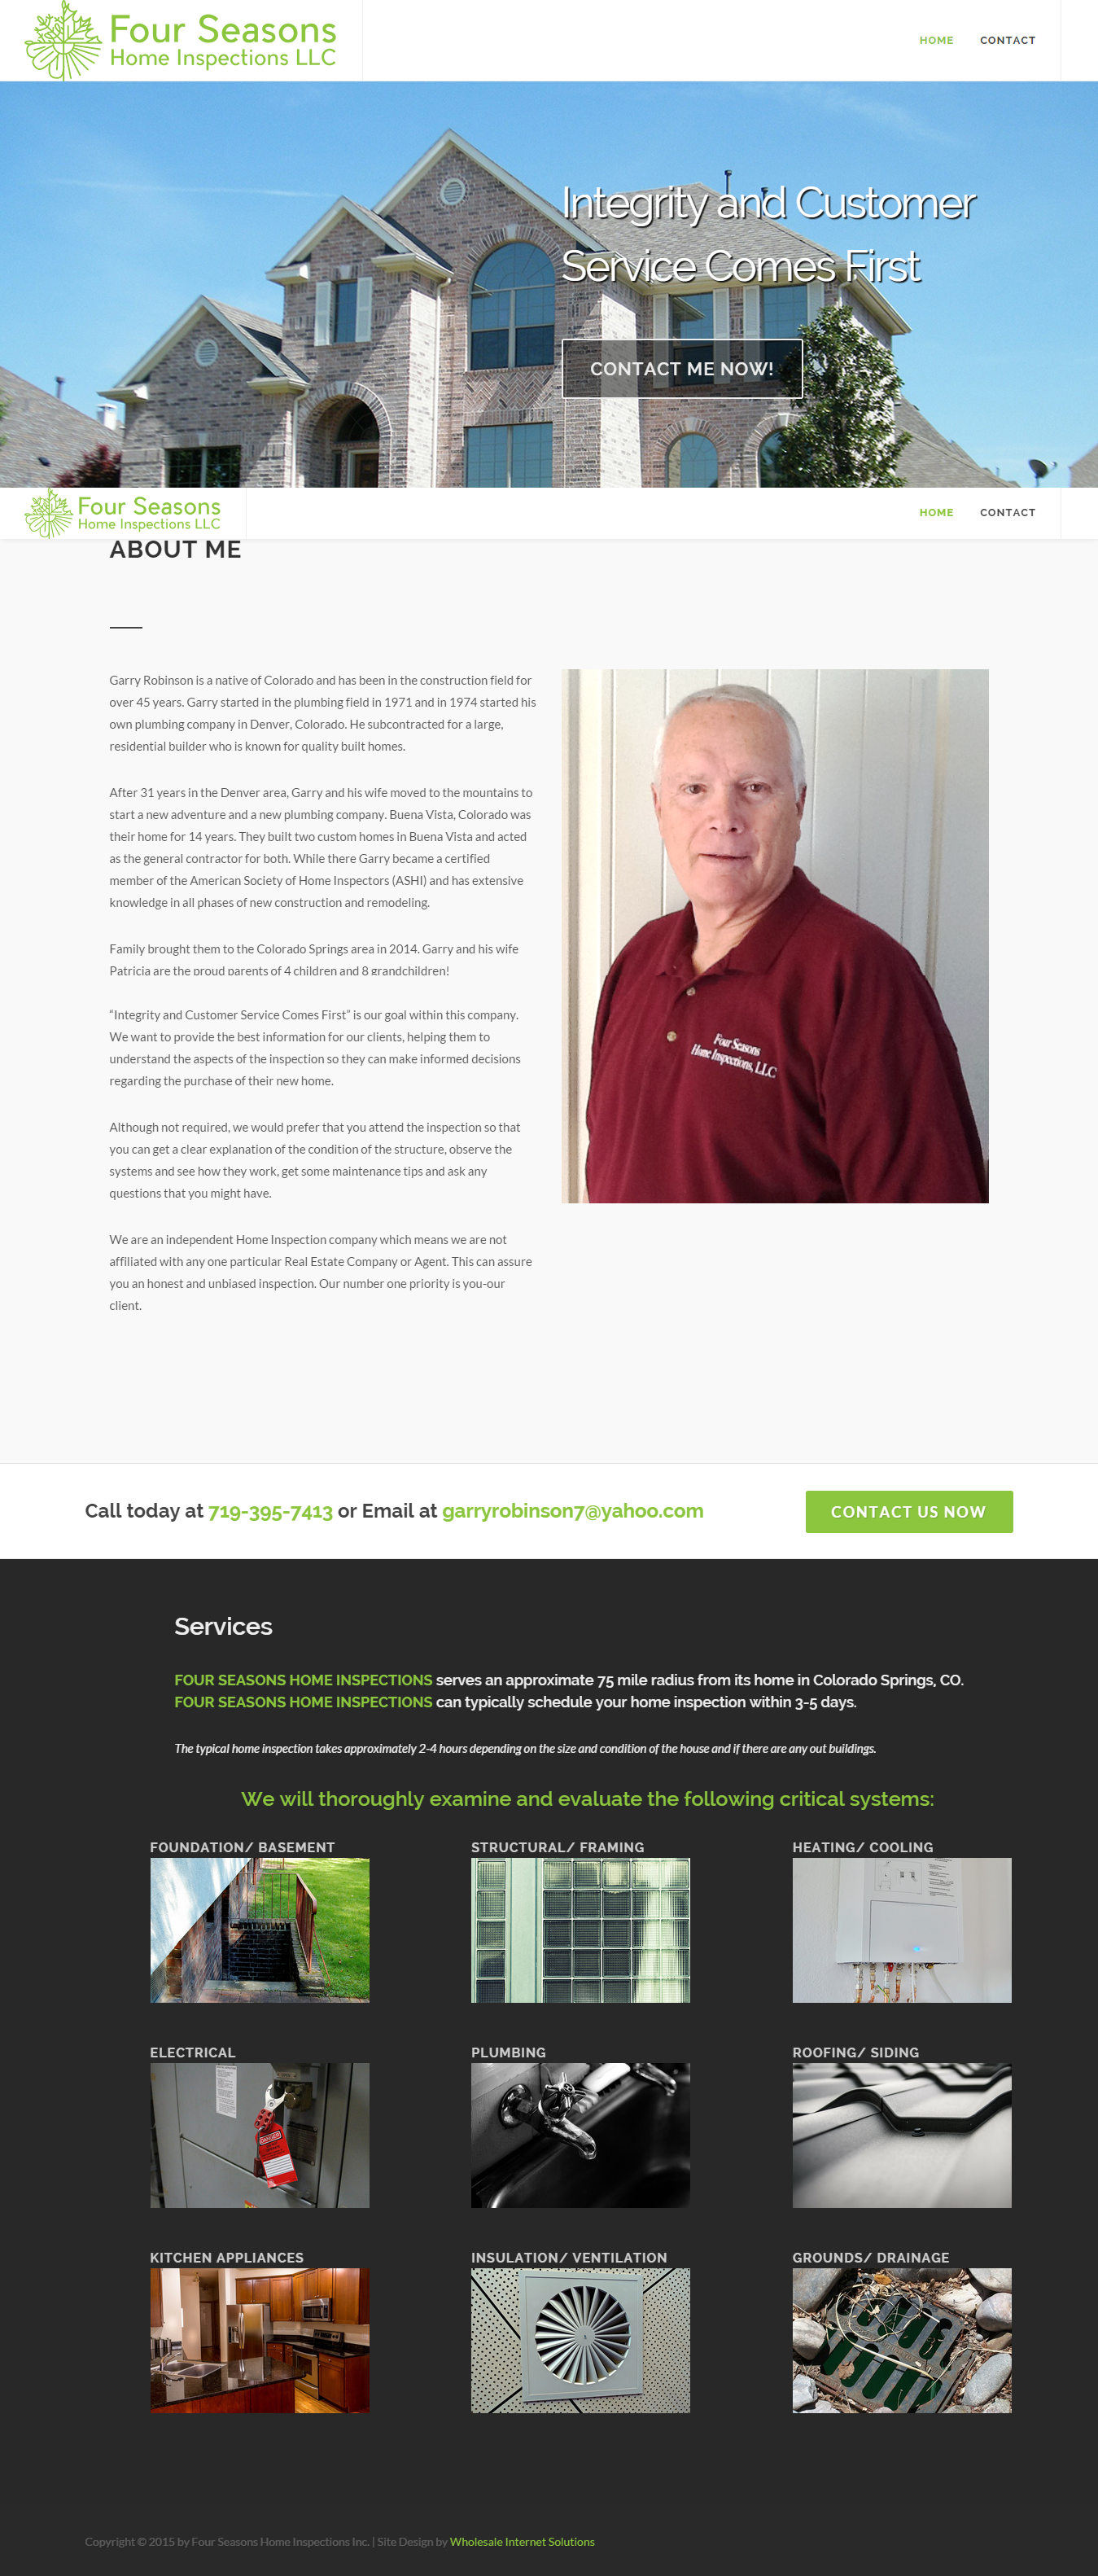 Four Seasons
Home Inspections LLC
HOME CONTACT
Integrity and Customer
Service Comes First
CONTACT ME NOW!
Four Seasons
Home Inspections LLC
HOME CONTACT
ABOUT ME
Garry Robinson is a native of Colorado and has been in the construction field for
over 45 years. Garry started in the plumbing field in 1971 and in 1974 started his
own plumbing company in Denver, Colorado. He subcontracted for a large,
residential builder who is known for quality built homes.
After 31 years in the Denver area, Garry and his wife moved to the mountains to
start a new adventure and a new plumbing company. Buena Vista, Colorado was
their home for 14 years. They built two custom homes in Buena Vista and acted
as the general contractor for both. While there Garry became a certified
member of the American Society of Home Inspectors (ASHI) and has extensive
knowledge in all phases of new construction and remodeling.
Family brought them to the Colorado Springs area in 2014. Garry and his wife
Patricia are the proud parents of 4 children and 8 grandchildren!
“Integrity and Customer Service Comes First” is our goal within this company.
We want to provide the best information for our clients, helping them to
understand the aspects of the inspection so they can make informed decisions
regarding the purchase of their new home.
Although not required, we would prefer that you attend the inspection so that
you can get a clear explanation of the condition of the structure, observe the
systems and see how they work, get some maintenance tips and ask any
questions that you might have.
We are an independent Home Inspection company which means we are not
affiliated with any one particular Real Estate Company or Agent. This can assure
you an honest and unbiased inspection. Our number one priority is you-our
client.
Four Seasons
Home Inspections, LLC
Call today at 719-395-7413 or Email at garryrobinson7@yahoo.com
CONTACT US NOW
Services
FOUR SEASONS HOME INSPECTIONS serves an approximate 75 mile radius from its home in Colorado Springs, CO.
FOUR SEASONS HOME INSPECTIONS can typically schedule your home inspection within 3-5 days.
The typical home inspection takes approximately 2-4 hours depending on the size and condition of the house and if there are any out buildings.
We will thoroughly examine and evaluate the following critical systems:
FOUNDATION/ BASEMENT
STRUCTURAL/ FRAMING
HEATING/ COOLING
ELECTRICAL
PLUMBING
ROOFING/ SIDING
DANGER
KITCHEN APPLIANCES
INSULATION/ VENTILATION
GROUNDS/ DRAINAGE
Copyright © 2015 by Four Seasons Home Inspections Inc. | Site Design by Wholesale Internet Solutions